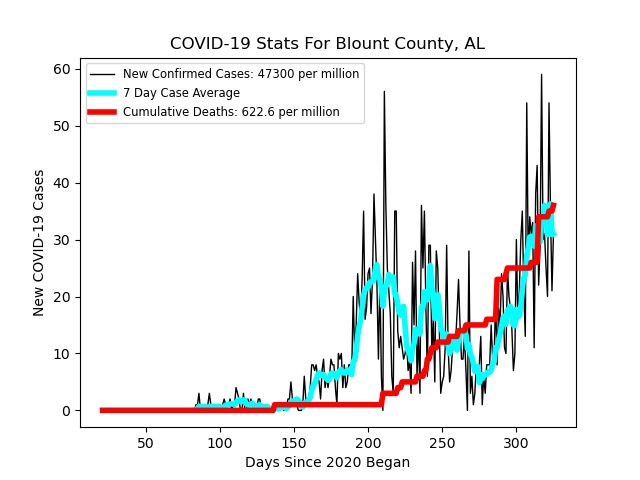 COVID-19 Stats For Blount County, AL
New Confirmed Cases: 47300 per million
7 Day Case Average
Cumulative Deaths: 622.6 per million
New COVID-19 Cases
60
50
40
30
20
10
0
50 100 150 200 250 300
Days Since 2020 Began